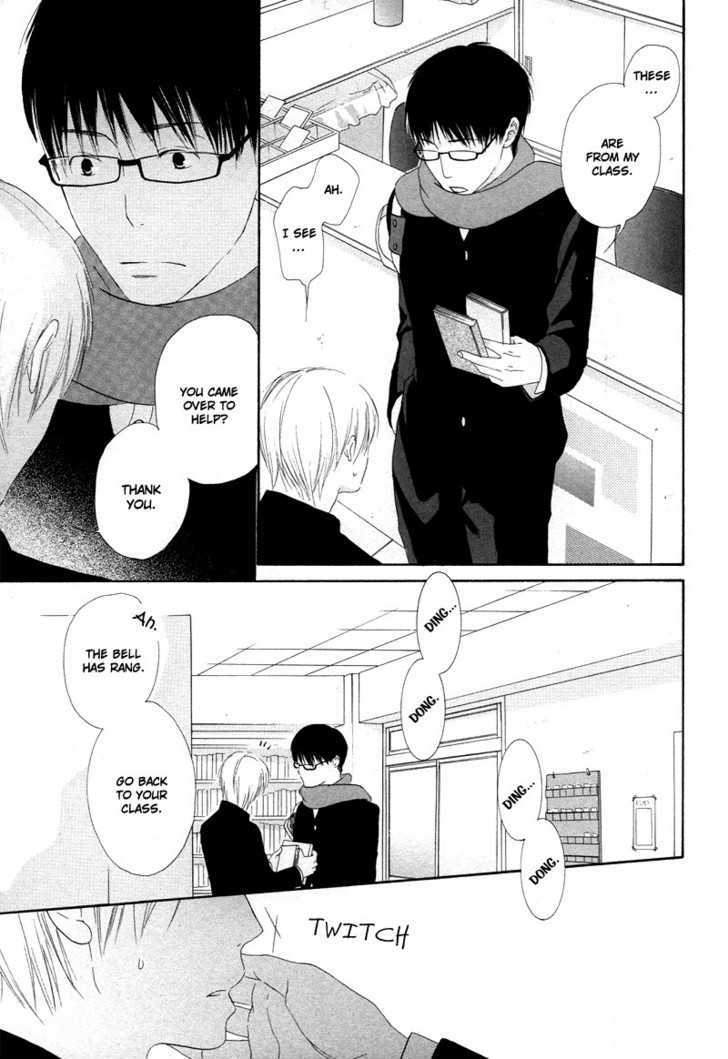 THESE
...
ARE
FROM MY
CLASS.
AH.
I SEE
...
YOU CAME
OVER TO
HELP?
THANK
YOU.
DING...
DONG.
DING...
DONG.
Ah.
THE BELL
HAS RANG.
GO BACK
TO YOUR
CLASS.
TWITCH